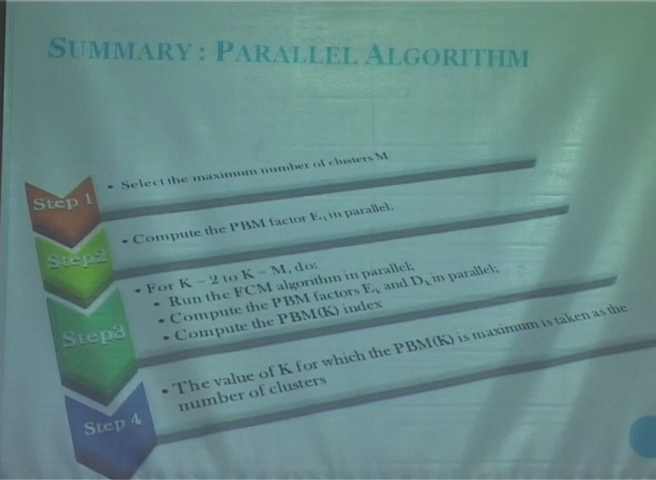 SUMMARY : PARALLEL ALGORITHM
Step 1
• Select the maximum number of clusters M
Step2
• Compute the PBM factor E₁ in parallel.
Step3
• For K = 2 to K = M, do:
• Run the FCM algorithm in parallel;
• Compute the PBM factors Eₖ and Dₖ in parallel;
• Compute the PBM(K) index
Step 4
• The value of K for which the PBM(K) is maximum is taken as the
number of clusters